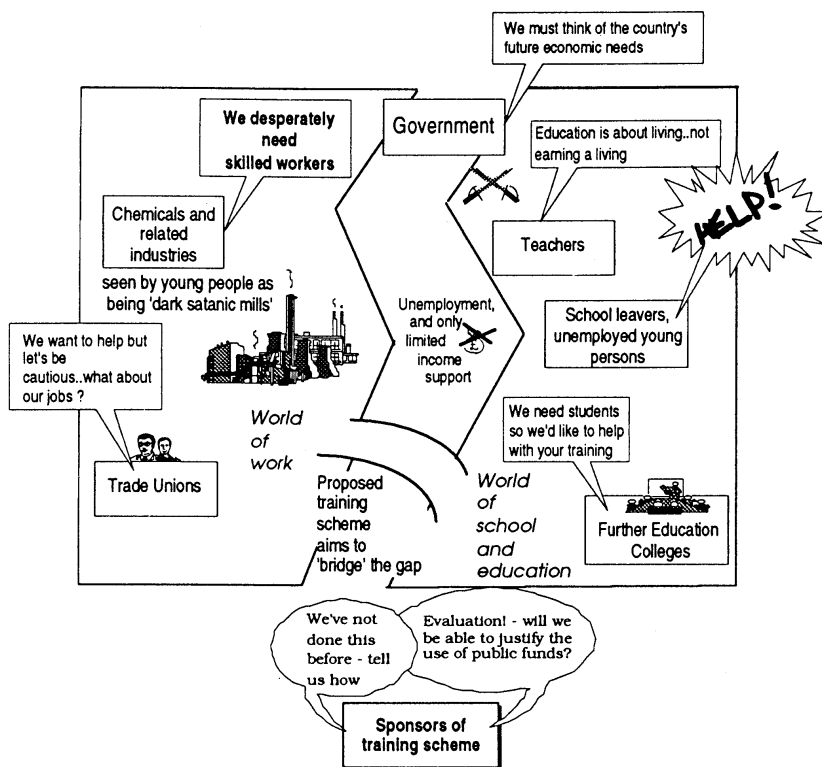 We must think of the country's
future economic needs
Government
We desperately
need
skilled workers
Education is about living..not
earning a living
HELP!
Chemicals and
related
industries
Teachers
seen by young people as
being 'dark satanic mills'
Unemployment,
and only
limited
income
support
£
School leavers,
unemployed young
persons
We want to help but
let's be
cautious..what about
our jobs ?
World
of
work
We need students
so we'd like to help
with your training
Trade Unions
Proposed
training
scheme
aims to
'bridge' the gap
World
of
school
and
education
Further Education
Colleges
We've not
done this
before - tell
us how
Evaluation! - will we
be able to justify the
use of public funds?
Sponsors of
training scheme